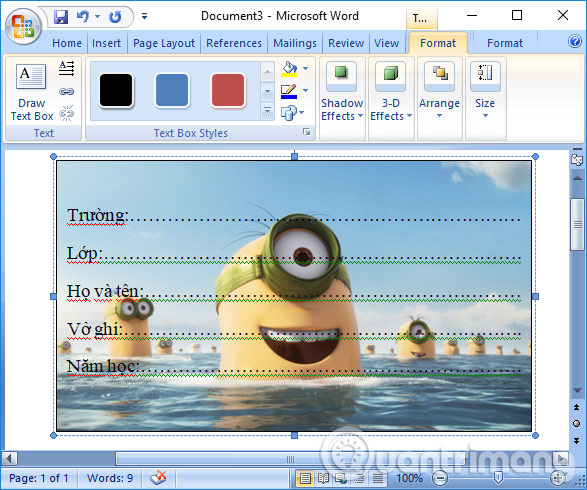 Document3 - Microsoft Word
T...
Home Insert Page Layout References Mailings Review View Format Format
Draw Text Box
Shadow Effects
3-D Effects
Arrange
Size
Text
Text Box Styles
Trường:.......................................................
Lớp:...........................................................
Họ và tên:.....................................................
Vở ghi:........................................................
Năm học:.......................................................
Quantrimang
Page: 1 of 1 Words: 9 100%